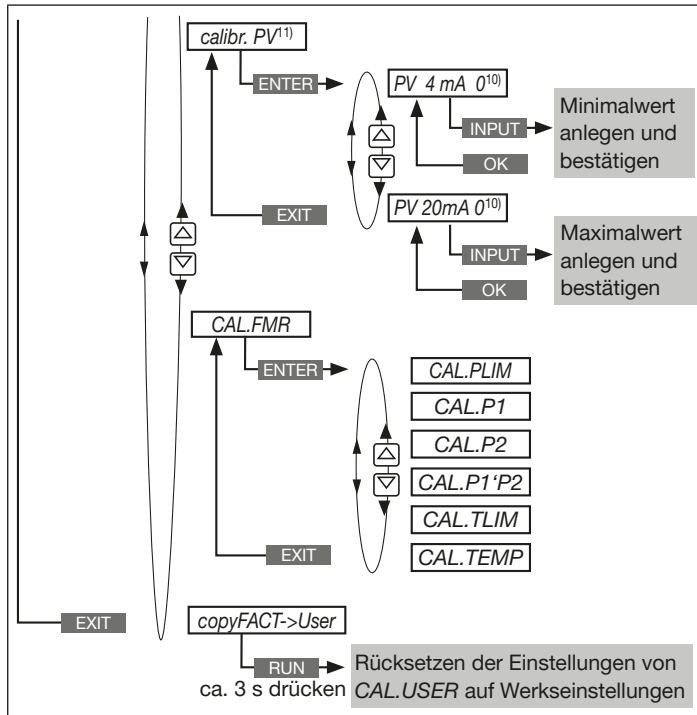 calibr. PV11)
ENTER
PV 4 mA 010)
INPUT
OK
Minimalwert
anlegen und
bestätigen
EXIT
PV 20mA 010)
INPUT
OK
Maximalwert
anlegen und
bestätigen
CAL.FMR
ENTER
CAL.PLIM
CAL.P1
CAL.P2
CAL.P1‘P2
CAL.TLIM
CAL.TEMP
EXIT
EXIT
copyFACT->User
RUN
ca. 3 s drücken
Rücksetzen der Einstellungen von
CAL.USER auf Werkseinstellungen